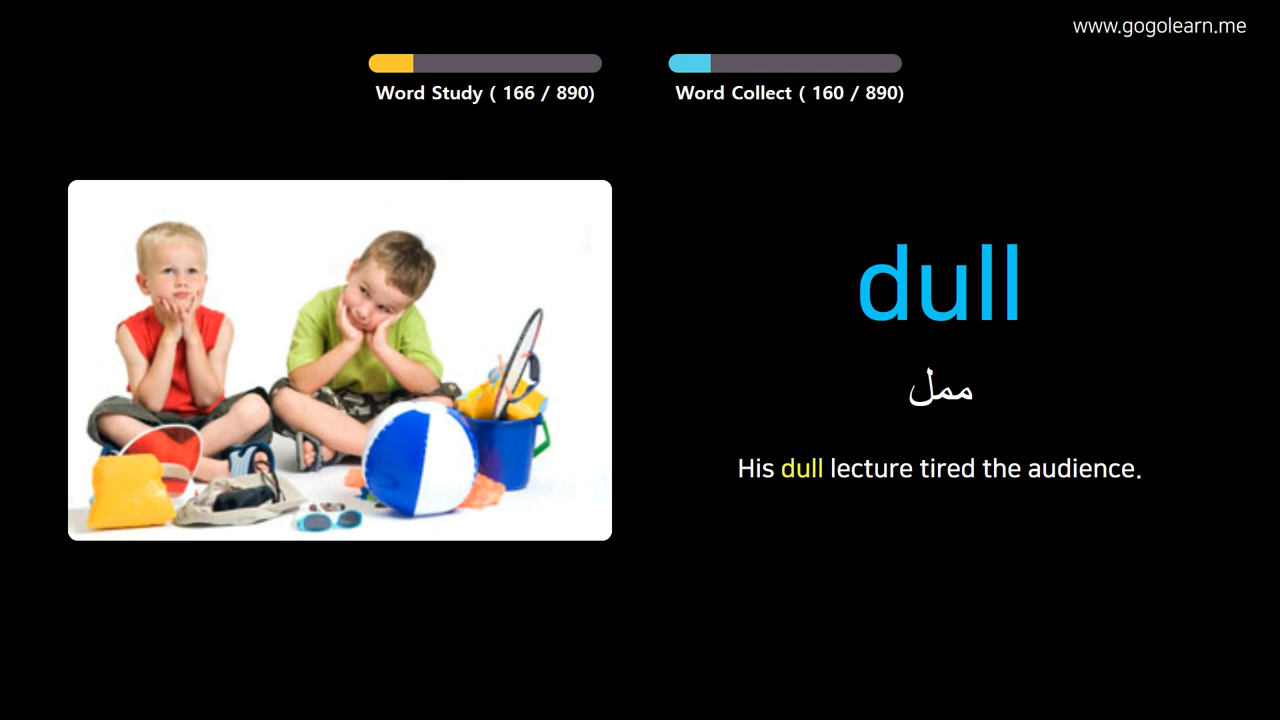 www.gogolearn.me
Word Study ( 166 / 890)
Word Collect ( 160 / 890)
dull
ممل
His dull lecture tired the audience.